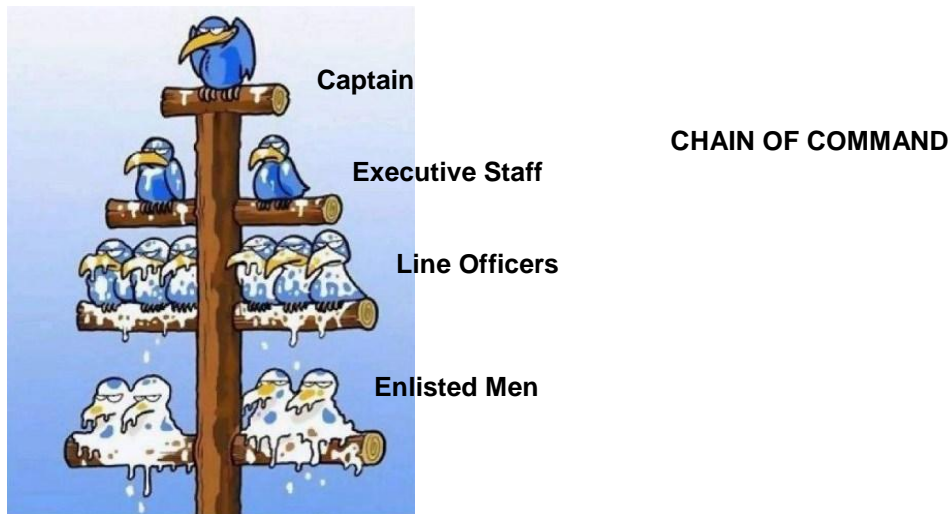 Captain
CHAIN OF COMMAND
Executive Staff
Line Officers
Enlisted Men